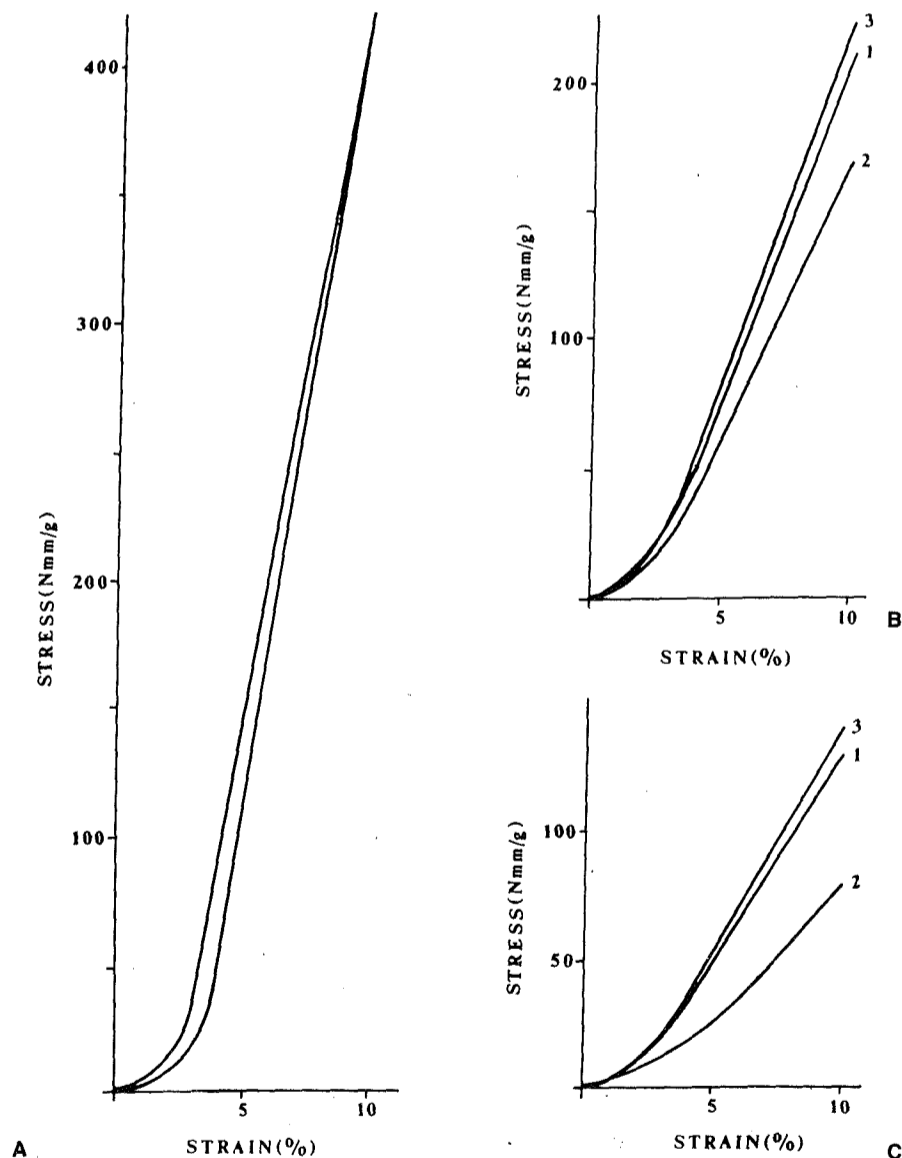 400
300
200
100
STRESS(Nmm/g)
5
10
STRAIN(%)
A
3
1
2
200
100
STRESS(Nmm/g)
5
10
STRAIN(%)
B
3
1
2
100
50
STRESS(Nmm/g)
5
10
STRAIN(%)
C